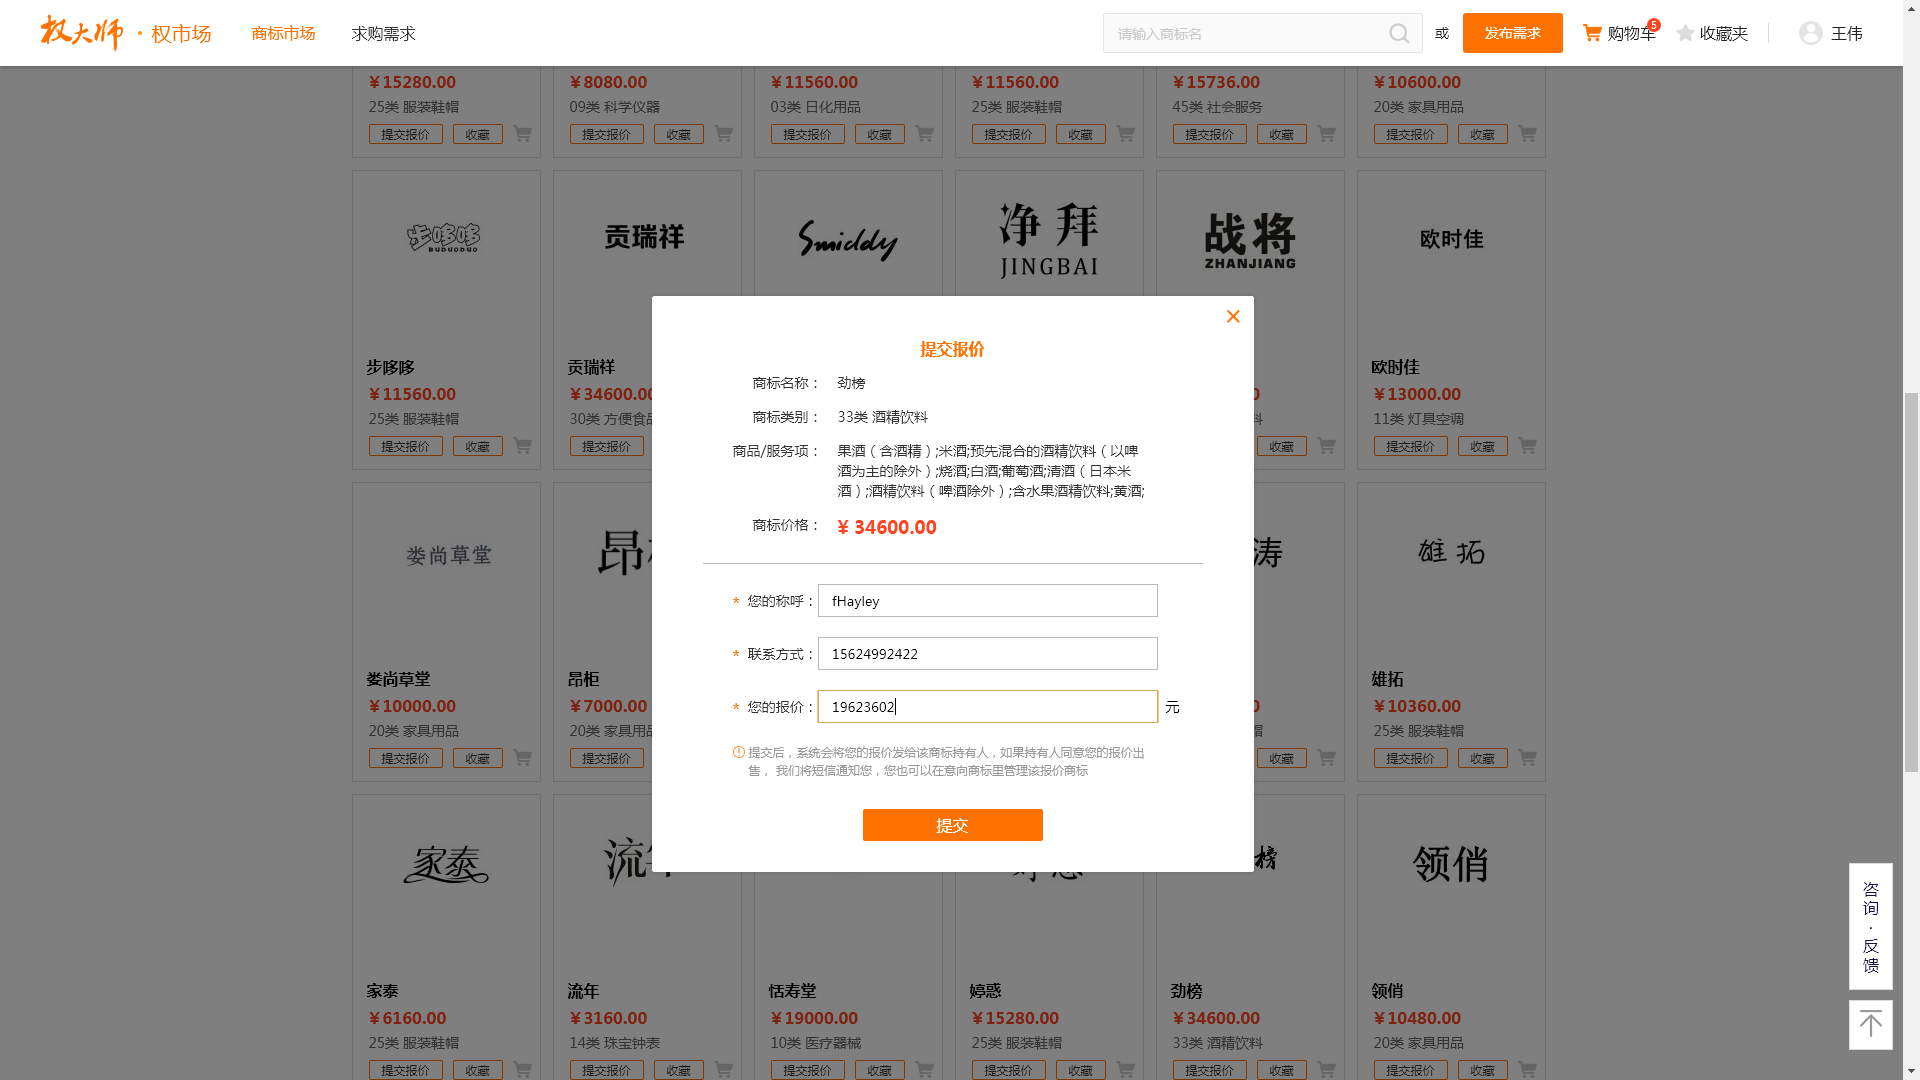 权大师 · 权市场 商标市场 求购需求 请输入商标名 或 发布需求 购物车 5 收藏夹 王伟
¥15280.00 ¥8080.00 ¥11560.00 ¥11560.00 ¥15736.00 ¥10600.00
25类 服装鞋帽 09类 科学仪器 03类 日化用品 25类 服装鞋帽 45类 社会服务 20类 家具用品
提交报价 收藏 提交报价 收藏 提交报价 收藏 提交报价 收藏 提交报价 收藏 提交报价 收藏
步哆哆 贡瑞祥 Smiddy 净拜 战将 欧时佳
BUDUODUO JINGBAI ZHANJIANG
步哆哆 贡瑞祥 欧时佳
¥11560.00 ¥34600.00 ¥13000.00
25类 服装鞋帽 30类 方便食品 11类 灯具空调
提交报价 收藏 提交报价 收藏 提交报价 收藏
提交报价
商标名称： 劲榜
商标类别： 33类 酒精饮料
商品/服务项： 果酒（含酒精）;米酒;预先混合的酒精饮料（以啤
酒为主的除外）;烧酒;白酒;葡萄酒;清酒（日本米
酒）;酒精饮料（啤酒除外）;含水果酒精饮料;黄酒;
商标价格： ¥ 34600.00
* 您的称呼： fHayley
* 联系方式： 15624992422
* 您的报价： 19623602 元
提交后，系统会将您的报价发给该商标持有人，如果持有人同意您的报价出
售， 我们将短信通知您，您也可以在意向商标里管理该报价商标
提交
娄尚草堂 昂 涛 雄拓
娄尚草堂 昂柜 雄拓
¥10000.00 ¥7000.00 ¥10360.00
20类 家具用品 20类 家具用品 25类 服装鞋帽
提交报价 收藏 提交报价 收藏 提交报价 收藏
家泰 流年 榜 领俏
家泰 流年 恬寿堂 婷惑 劲榜 领俏
¥6160.00 ¥3160.00 ¥19000.00 ¥15280.00 ¥34600.00 ¥10480.00
25类 服装鞋帽 14类 珠宝钟表 10类 医疗器械 25类 服装鞋帽 33类 酒精饮料 20类 家具用品
提交报价 收藏 提交报价 收藏 提交报价 收藏 提交报价 收藏 提交报价 收藏 提交报价 收藏
咨询·反馈